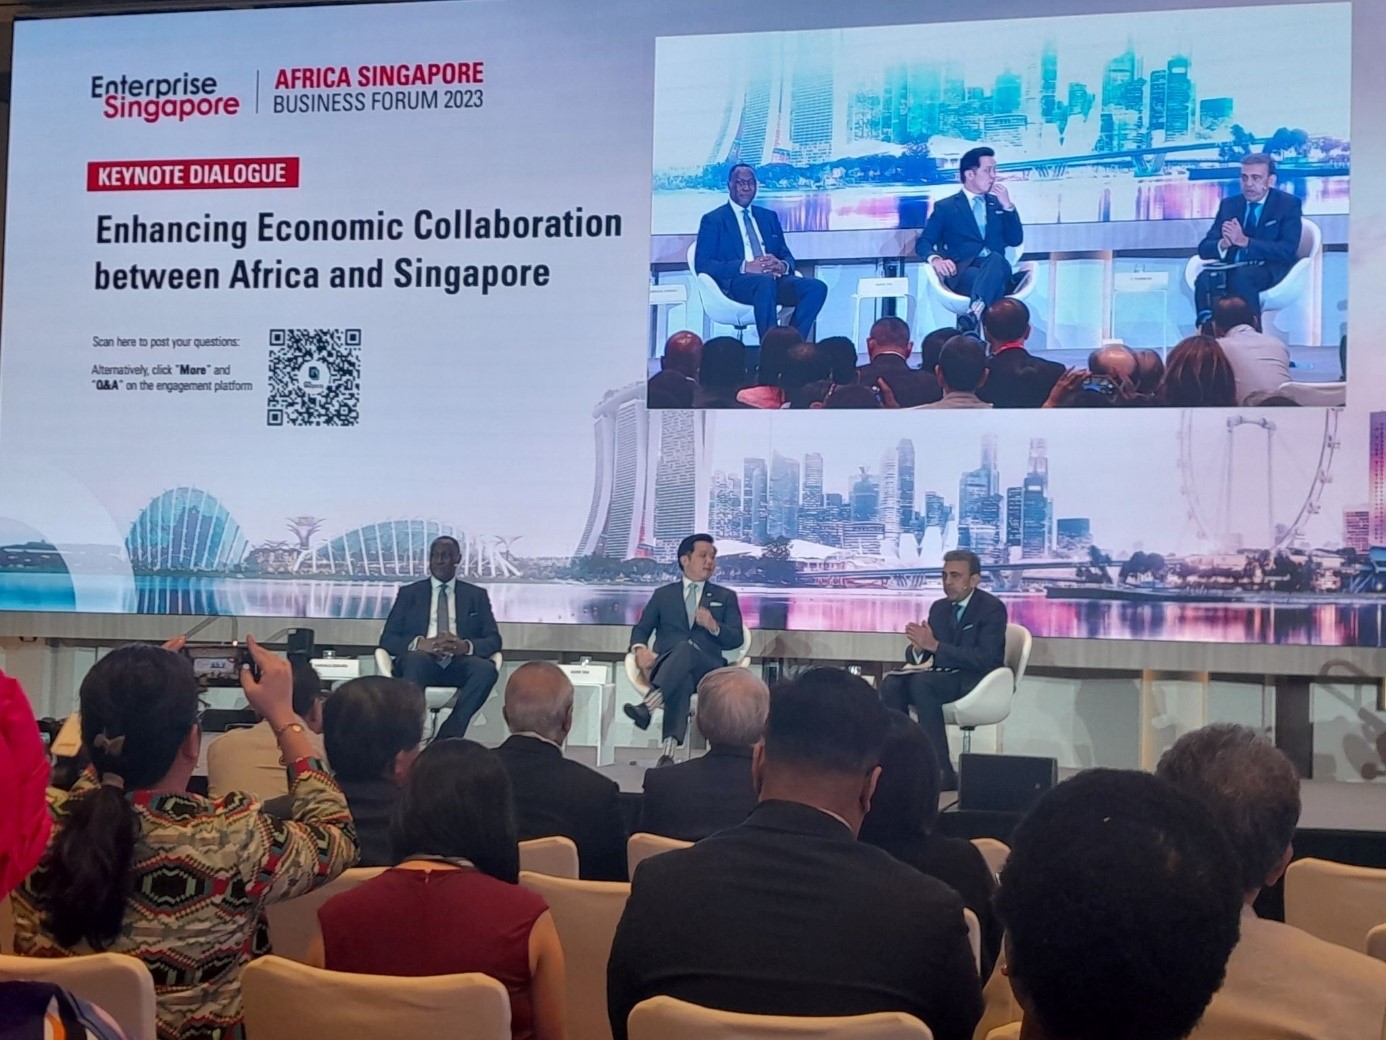 Enterprise
Singapore
AFRICA SINGAPORE
BUSINESS FORUM 2023
KEYNOTE DIALOGUE
Enhancing Economic Collaboration
between Africa and Singapore
Scan here to post your questions:
Alternatively, click "More" and
"Q&A" on the engagement platform